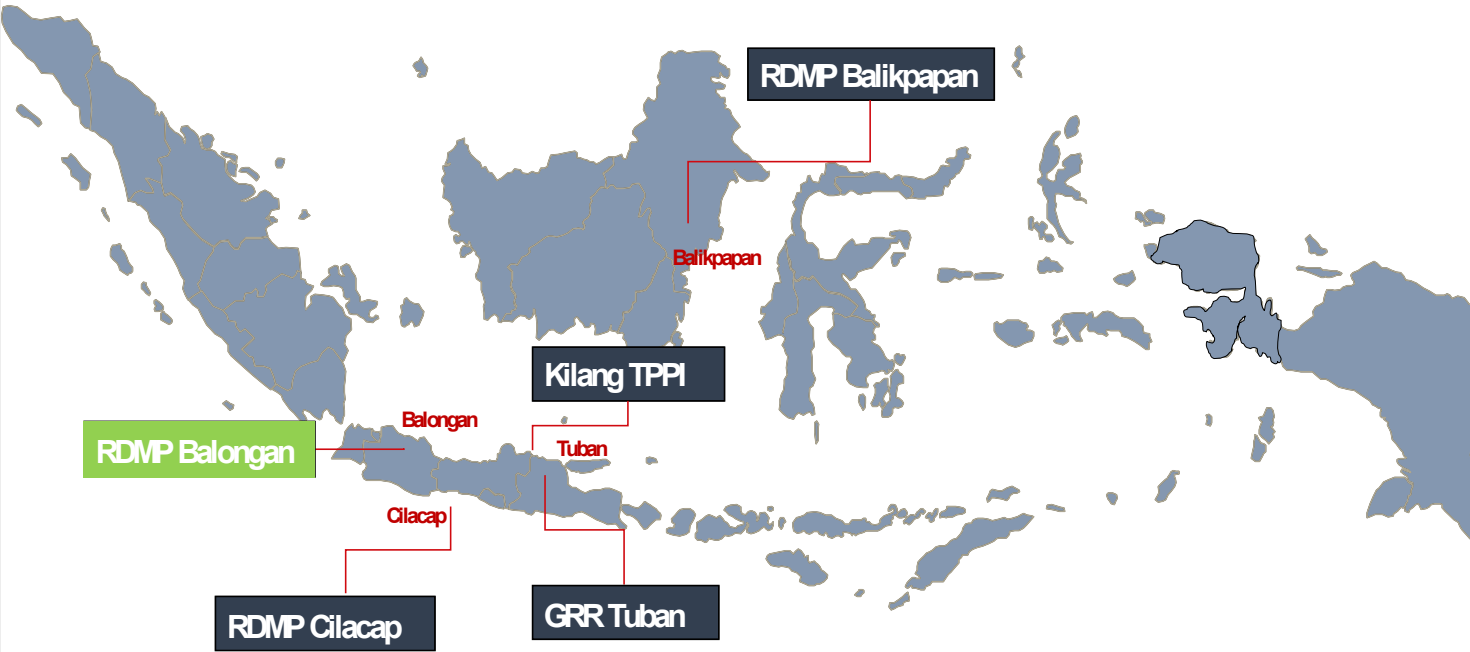 RDMP Balikpapan
Balikpapan
Kilang TPPI
Balongan
RDMP Balongan
Tuban
Cilacap
RDMP Cilacap
GRR Tuban